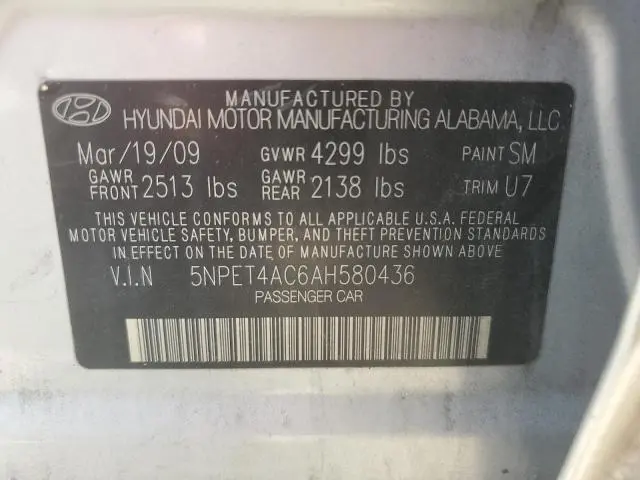 MANUFACTURED BY
HYUNDAI MOTOR MANUFACTURING ALABAMA, LLC
Mar/19/09 GVWR 4299 lbs PAINT SM
GAWR FRONT 2513 lbs GAWR REAR 2138 lbs TRIM U7
THIS VEHICLE CONFORMS TO ALL APPLICABLE U.S.A. FEDERAL
MOTOR VEHICLE SAFETY, BUMPER, AND THEFT PREVENTION STANDARDS
IN EFFECT ON THE DATE OF MANUFACTURE SHOWN ABOVE
V.I.N 5NPET4AC6AH580436
PASSENGER CAR